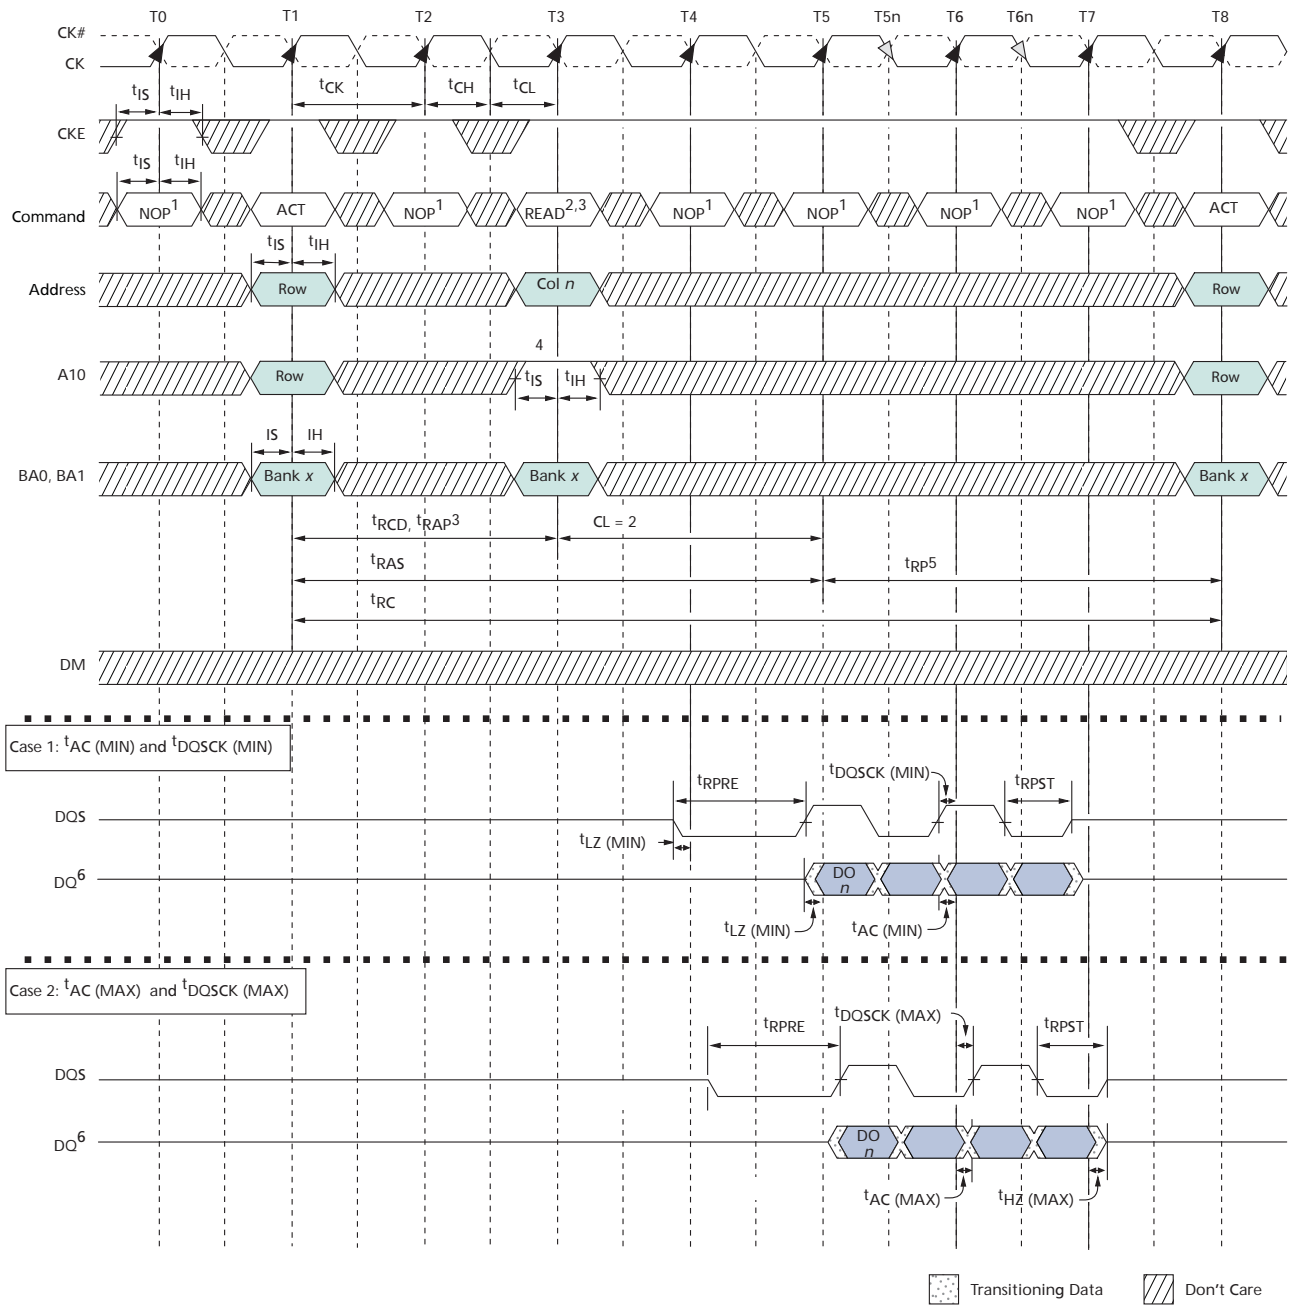 T0 T1 T2 T3 T4 T5 T5n T6 T6n T7 T8
CK#
CK
tCK tCH tCL
tIS tIH
CKE
tIS tIH
Command NOP1 ACT NOP1 READ2,3 NOP1 NOP1 NOP1 NOP1 ACT
tIS tIH
Address Row Col n Row
4
A10 Row tIS tIH Row
IS IH
BA0, BA1 Bank x Bank x Bank x
tRCD, tRAP3 CL = 2
tRAS tRP5
tRC
DM
Case 1: tAC (MIN) and tDQSCK (MIN)
tRPRE tDQSCK (MIN) tRPST
DQS
tLZ (MIN)
DQ6 DO n
tLZ (MIN) tAC (MIN)
Case 2: tAC (MAX) and tDQSCK (MAX)
tRPRE tDQSCK (MAX) tRPST
DQS
DQ6 DO n
tAC (MAX) tHZ (MAX)
Transitioning Data Don't Care